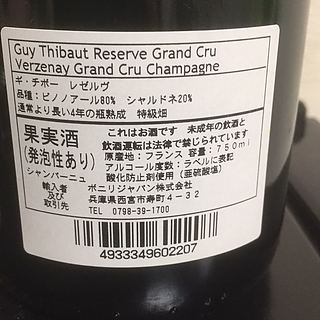 Guy Thibaut Reserve Grand Cru
Verzenay Grand Cru Champagne
ギ・チボー　レゼルヴ
品種：ピノノアール80%　シャルドネ20%
通常より長い4年の瓶熟成　特級畑
果実酒
(発泡性あり)
シャンパーニュ
これはお酒です　未成年の飲酒と
飲酒運転は法律で禁じられています
原産地：フランス 容量：７５０ｍｌ
アルコール度数：ラベルに表記
酸化防止剤使用（亜硫酸塩）
輸入者
及び
取引先
ボニリジャパン株式会社
兵庫県西宮市寿町４－３２
TEL　0798-39-1700
4933349602207